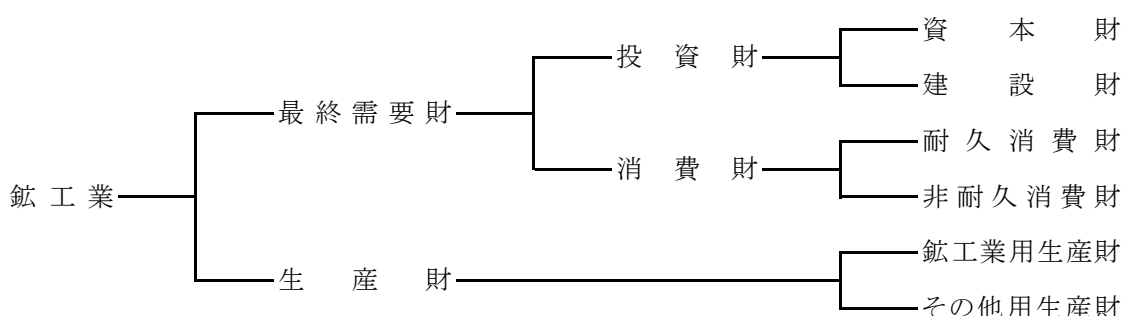 資本財
投資財
建設財
最終需要財
耐久消費財
消費財
鉱工業
非耐久消費財
鉱工業用生産財
生産財
その他用生産財